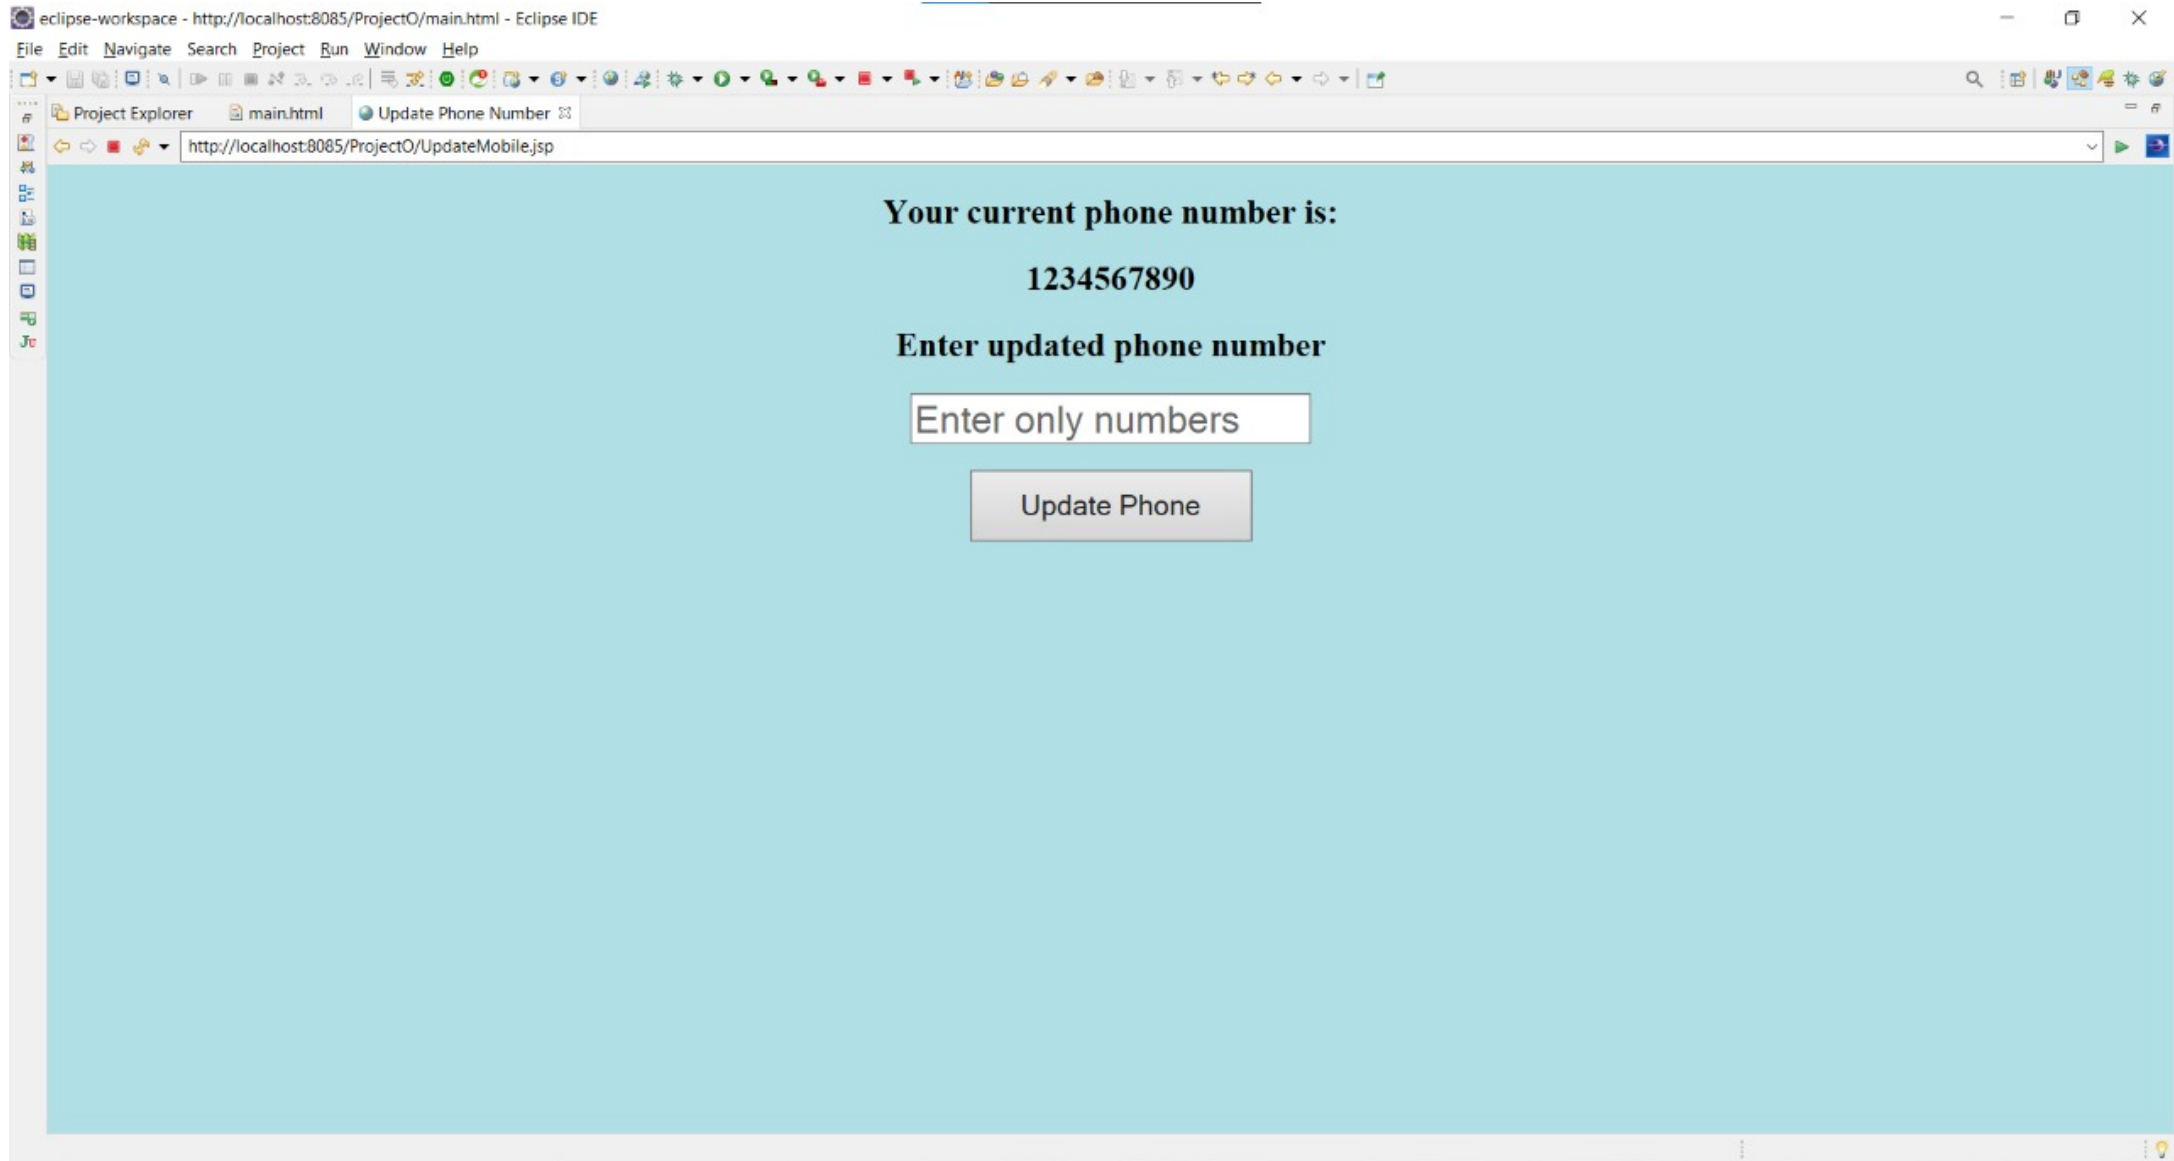 eclipse-workspace - http://localhost:8085/ProjectO/main.html - Eclipse IDE
File Edit Navigate Search Project Run Window Help
Project Explorer main.html Update Phone Number
http://localhost:8085/ProjectO/UpdateMobile.jsp
Your current phone number is:
1234567890
Enter updated phone number
Enter only numbers
Update Phone